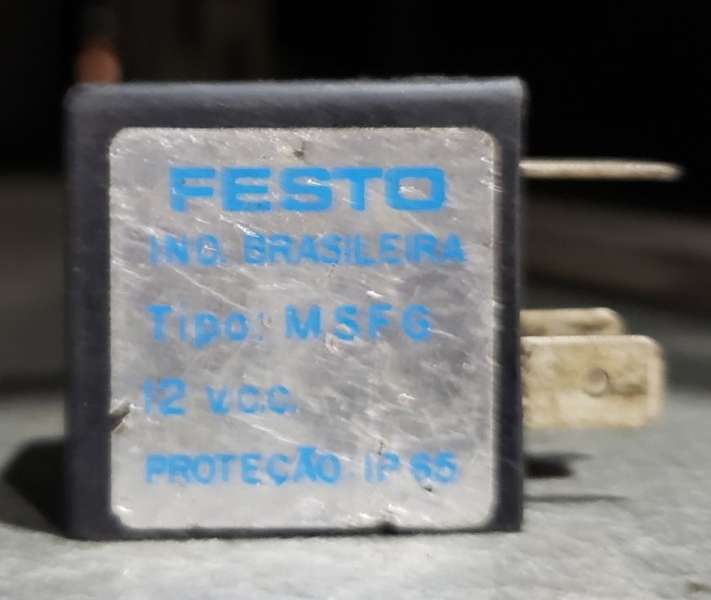 FESTO
IND. BRASILEIRA
Tipo: MSFG
12 V.C.C.
PROTEÇÃO IP 65